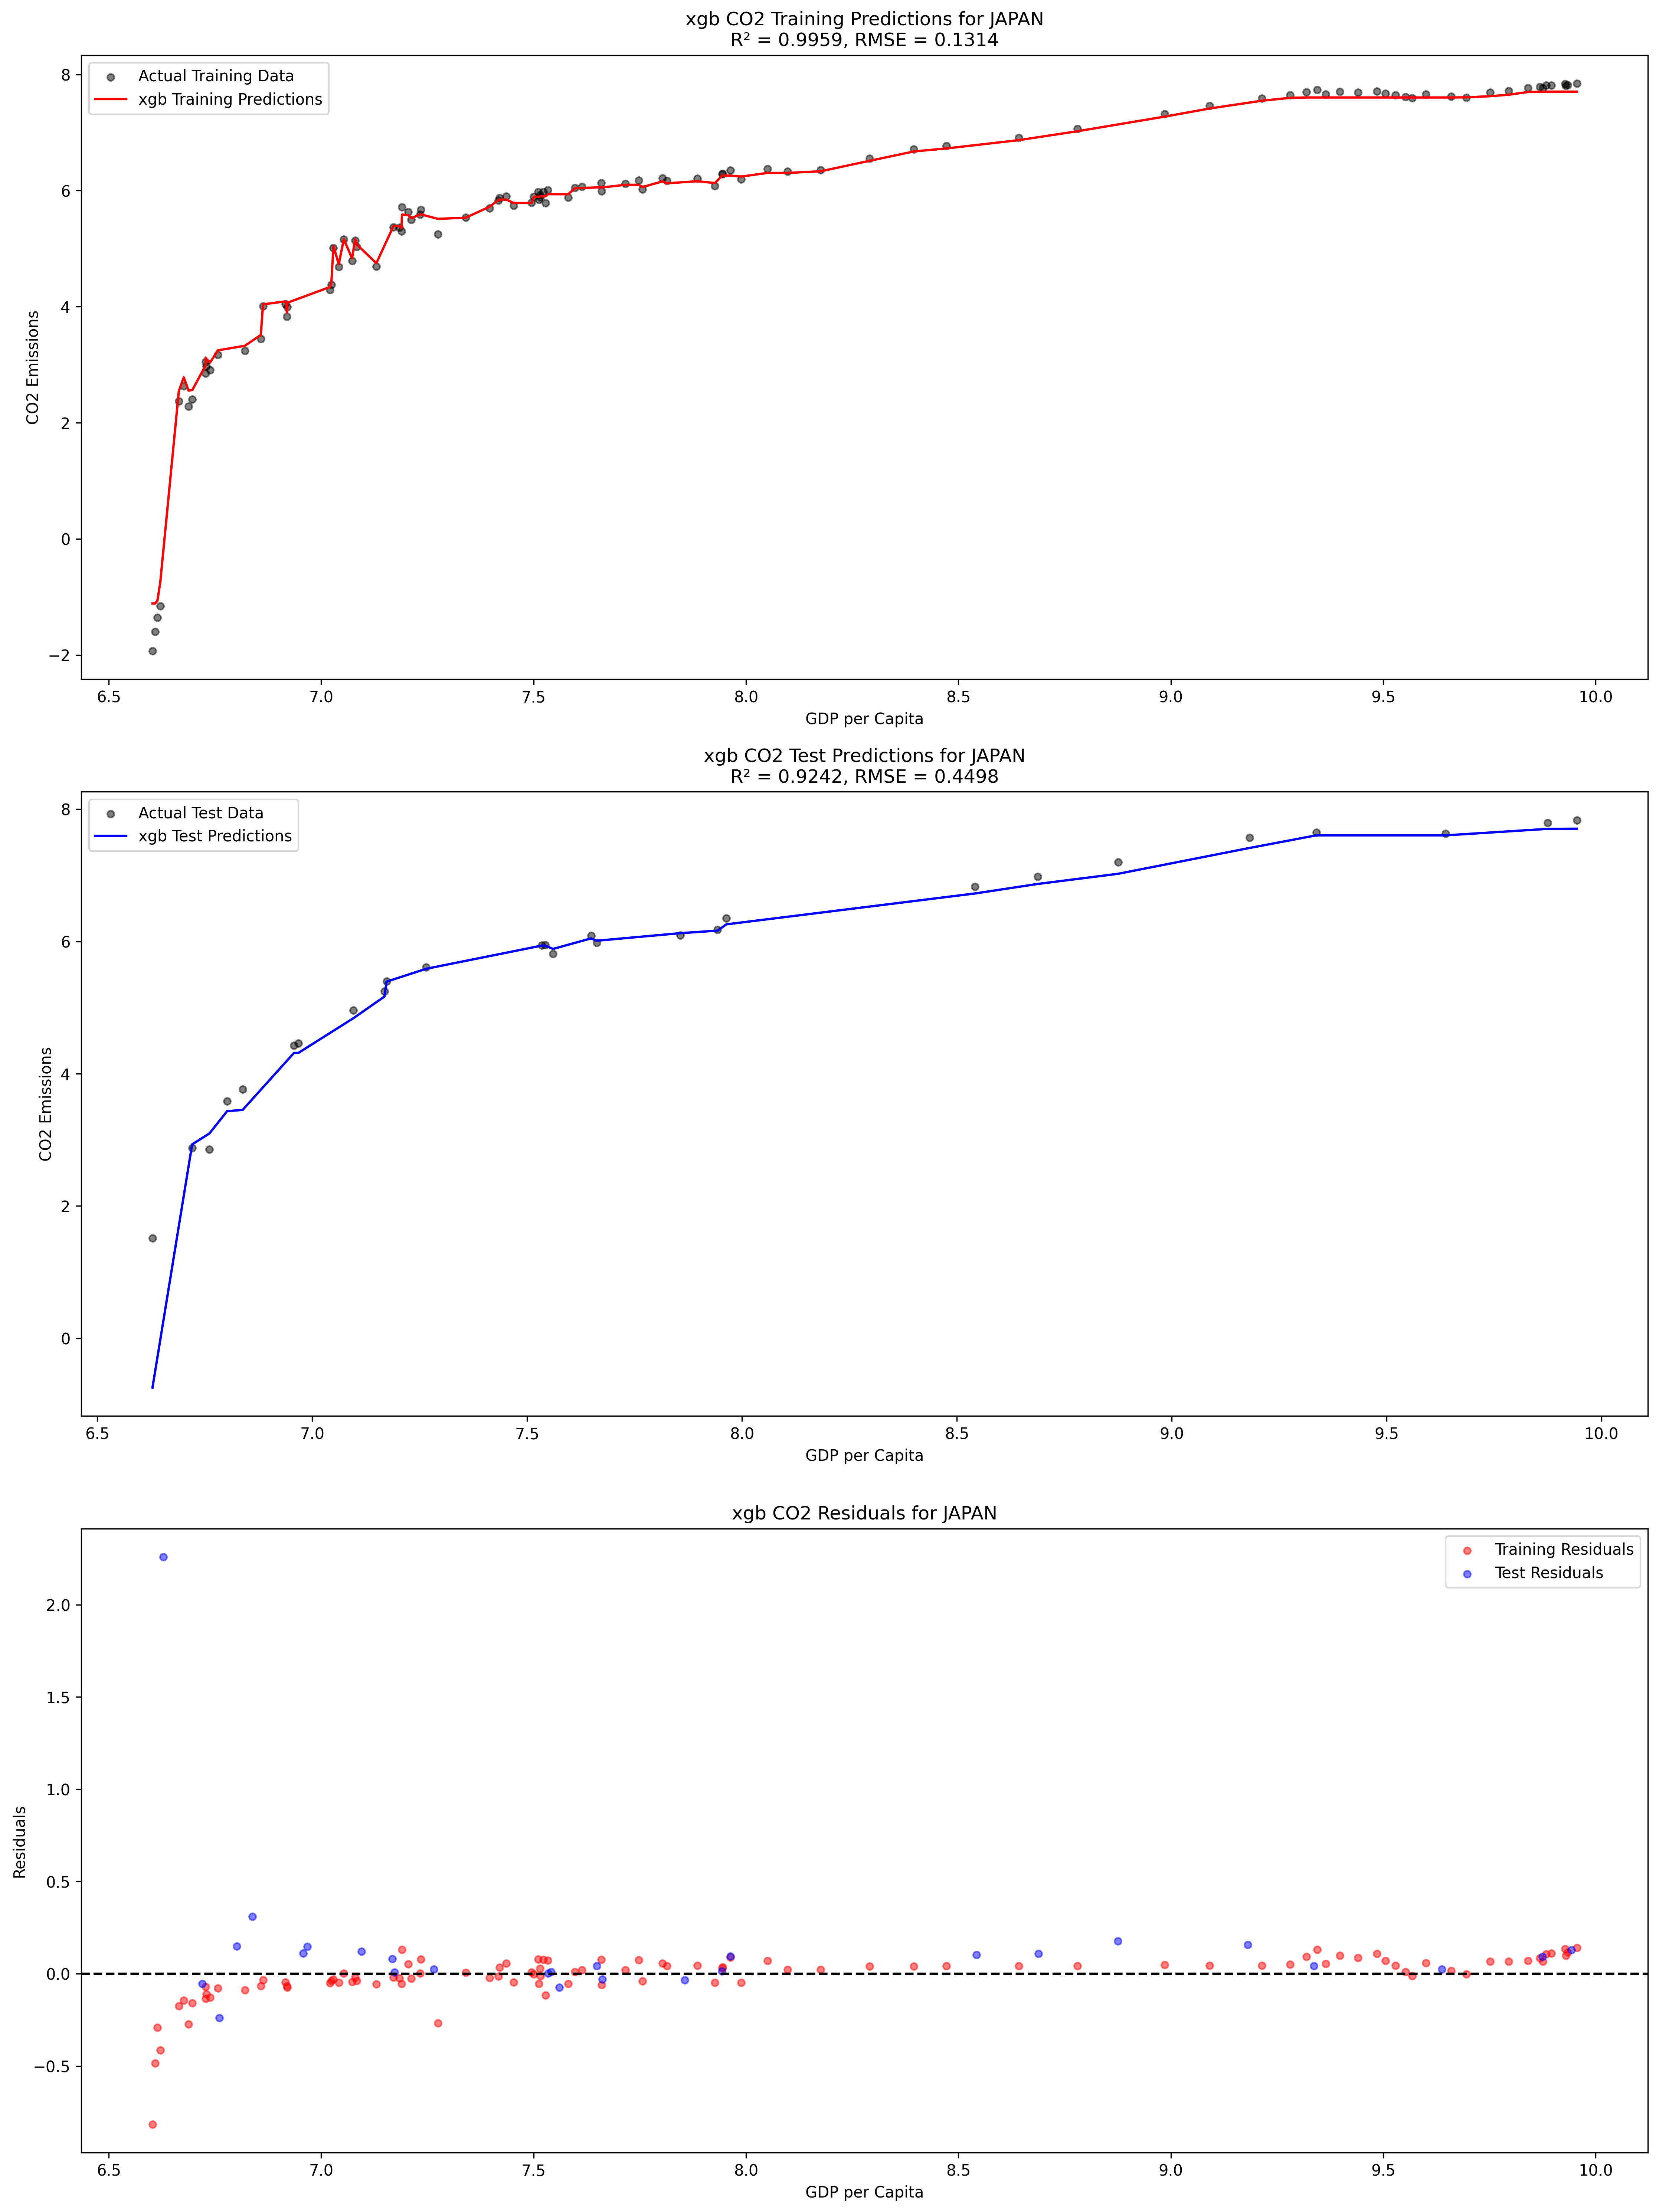 xgb CO2 Training Predictions for JAPAN
R² = 0.9959, RMSE = 0.1314
Actual Training Data
xgb Training Predictions
CO2 Emissions
8
6
4
2
0
−2
6.5 7.0 7.5 8.0 8.5 9.0 9.5 10.0
GDP per Capita
xgb CO2 Test Predictions for JAPAN
R² = 0.9242, RMSE = 0.4498
Actual Test Data
xgb Test Predictions
CO2 Emissions
8
6
4
2
0
6.5 7.0 7.5 8.0 8.5 9.0 9.5 10.0
GDP per Capita
xgb CO2 Residuals for JAPAN
Training Residuals
Test Residuals
Residuals
2.0
1.5
1.0
0.5
0.0
−0.5
6.5 7.0 7.5 8.0 8.5 9.0 9.5 10.0
GDP per Capita